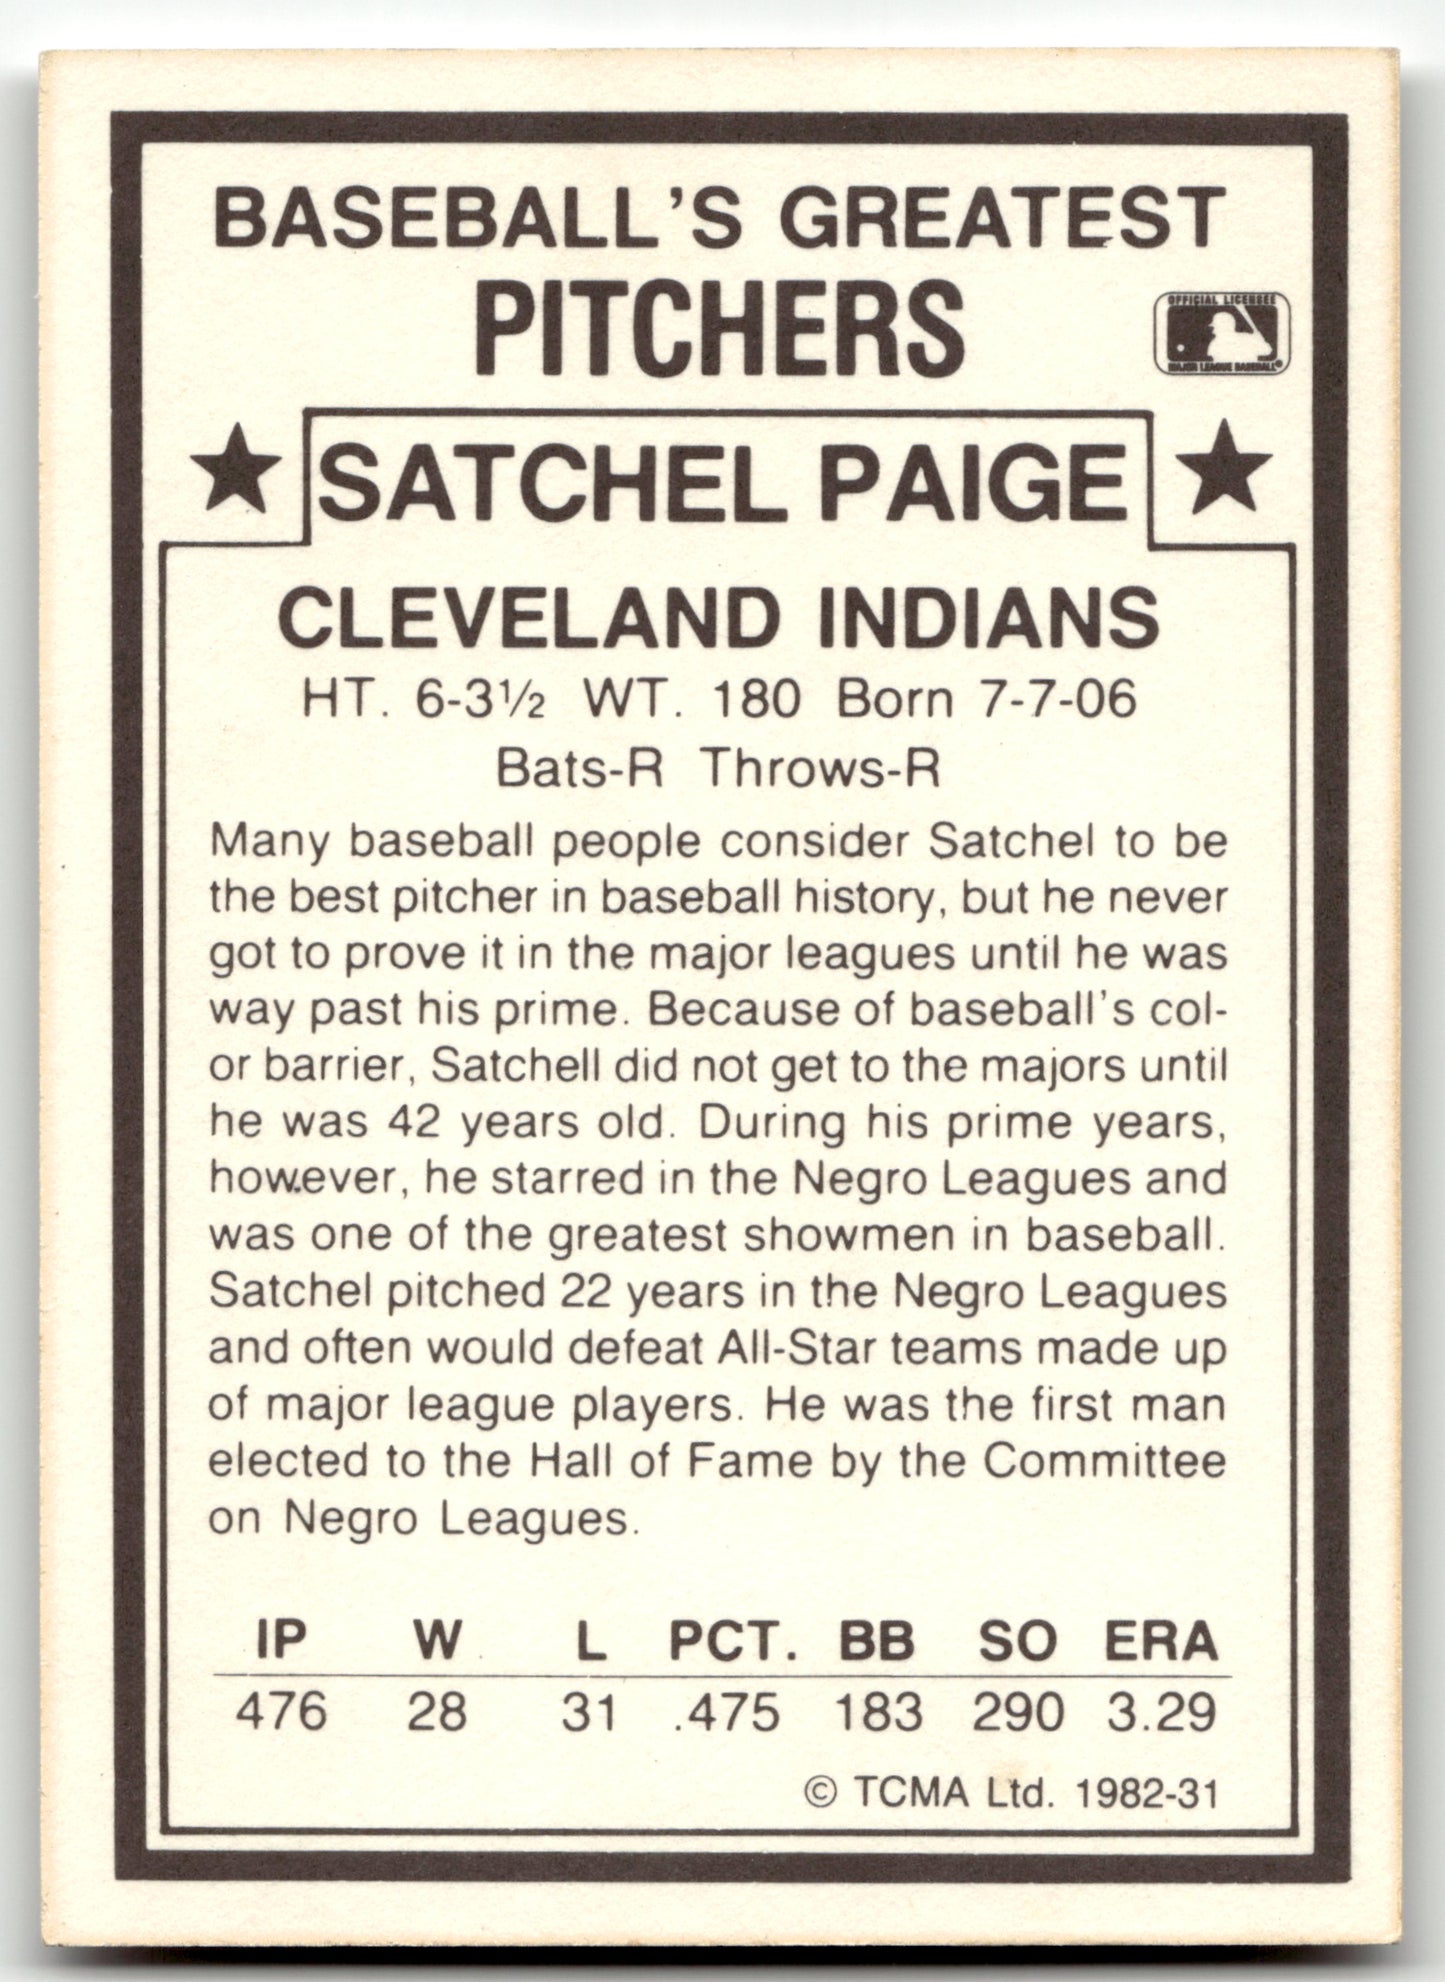 BASEBALL'S GREATEST
PITCHERS
OFFICIAL LICENSEE
MAJOR LEAGUE BASEBALL®
★ SATCHEL PAIGE ★
CLEVELAND INDIANS
HT. 6-3½ WT. 180 Born 7-7-06
Bats-R Throws-R
Many baseball people consider Satchel to be
the best pitcher in baseball history, but he never
got to prove it in the major leagues until he was
way past his prime. Because of baseball's col-
or barrier, Satchell did not get to the majors until
he was 42 years old. During his prime years,
however, he starred in the Negro Leagues and
was one of the greatest showmen in baseball.
Satchel pitched 22 years in the Negro Leagues
and often would defeat All-Star teams made up
of major league players. He was the first man
elected to the Hall of Fame by the Committee
on Negro Leagues.
IP W L PCT. BB SO ERA
476 28 31 .475 183 290 3.29
© TCMA Ltd. 1982-31